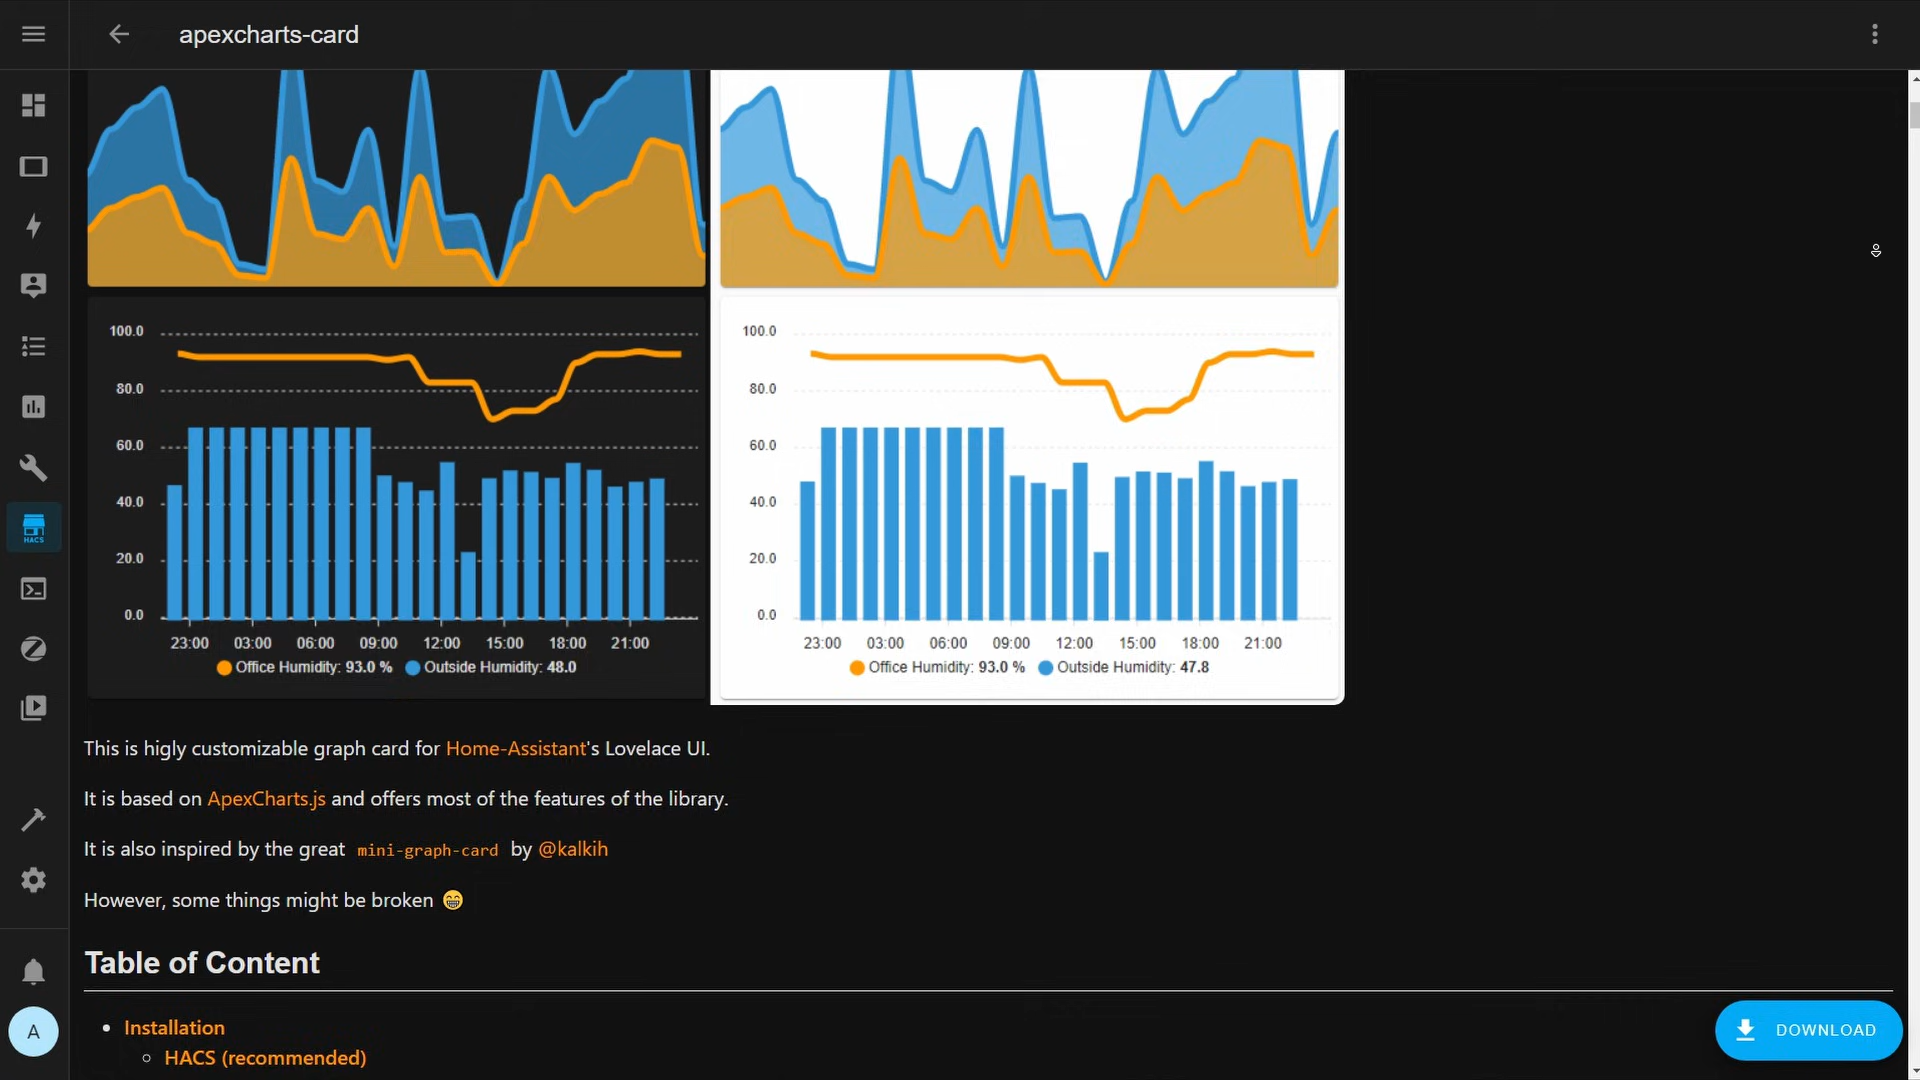 apexcharts-card
100.0
80.0
60.0
40.0
20.0
0.0
23:00 03:00 06:00 09:00 12:00 15:00 18:00 21:00
Office Humidity: 93.0 % Outside Humidity: 48.0
100.0
80.0
60.0
40.0
20.0
0.0
23:00 03:00 06:00 09:00 12:00 15:00 18:00 21:00
Office Humidity: 93.0 % Outside Humidity: 47.8
HACS
This is higly customizable graph card for Home-Assistant's Lovelace UI.
It is based on ApexCharts.js and offers most of the features of the library.
It is also inspired by the great mini-graph-card by @kalkih
However, some things might be broken 😁
Table of Content
Installation
HACS (recommended)
A
DOWNLOAD